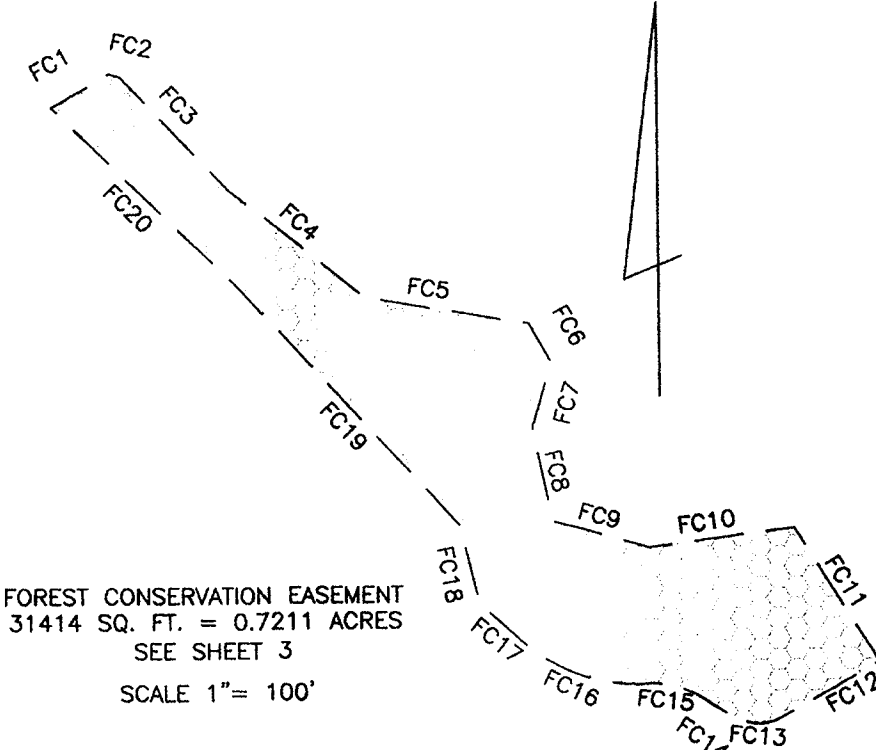 FC1
FC2
FC3
FC4
FC5
FC6
FC7
FC8
FC9
FC10
FC11
FC12
FC13
FC15
FC16
FC17
FC18
FC19
FC20
FOREST CONSERVATION EASEMENT
31414 SQ. FT. = 0.7211 ACRES
SEE SHEET 3
SCALE 1"= 100'